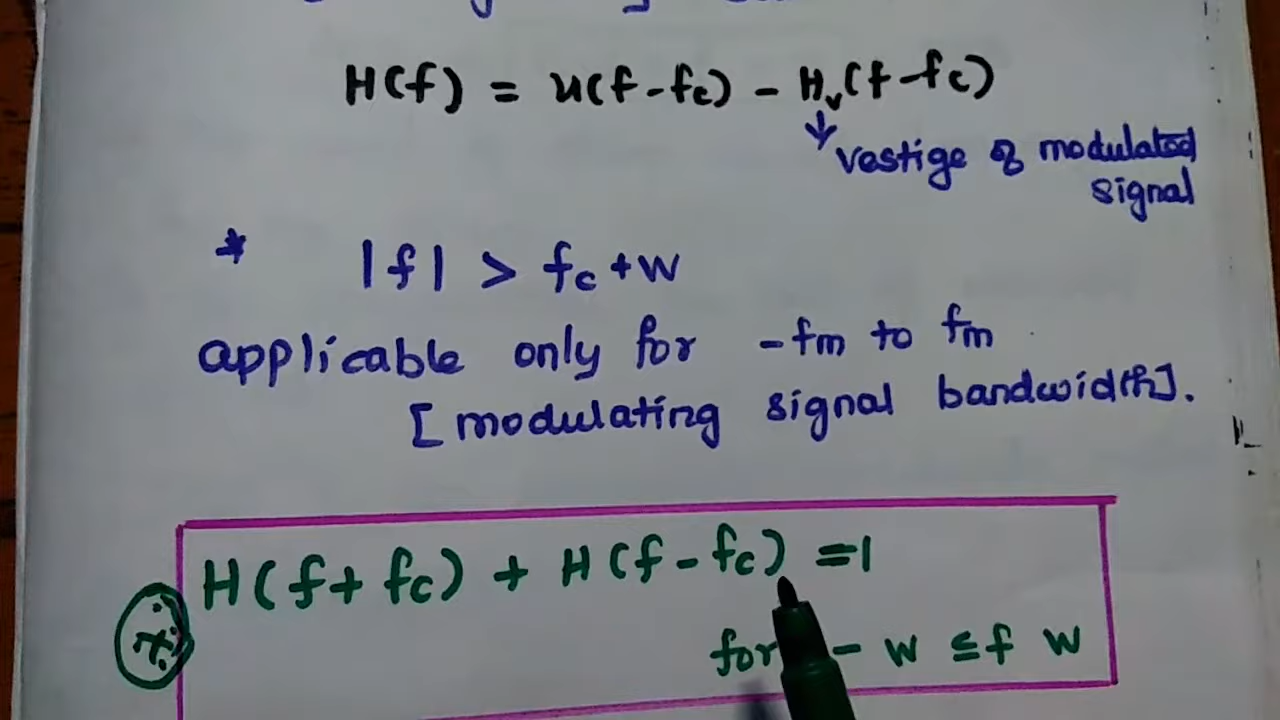 H(f) = u(f-fc) - Hv(f-fc)
↓ vestige of modulated
signal
* |f| > fc+W
applicable only for -fm to fm
[modulating signal bandwidth].
H(f+fc) + H(f-fc) =1
for - W ≤f W